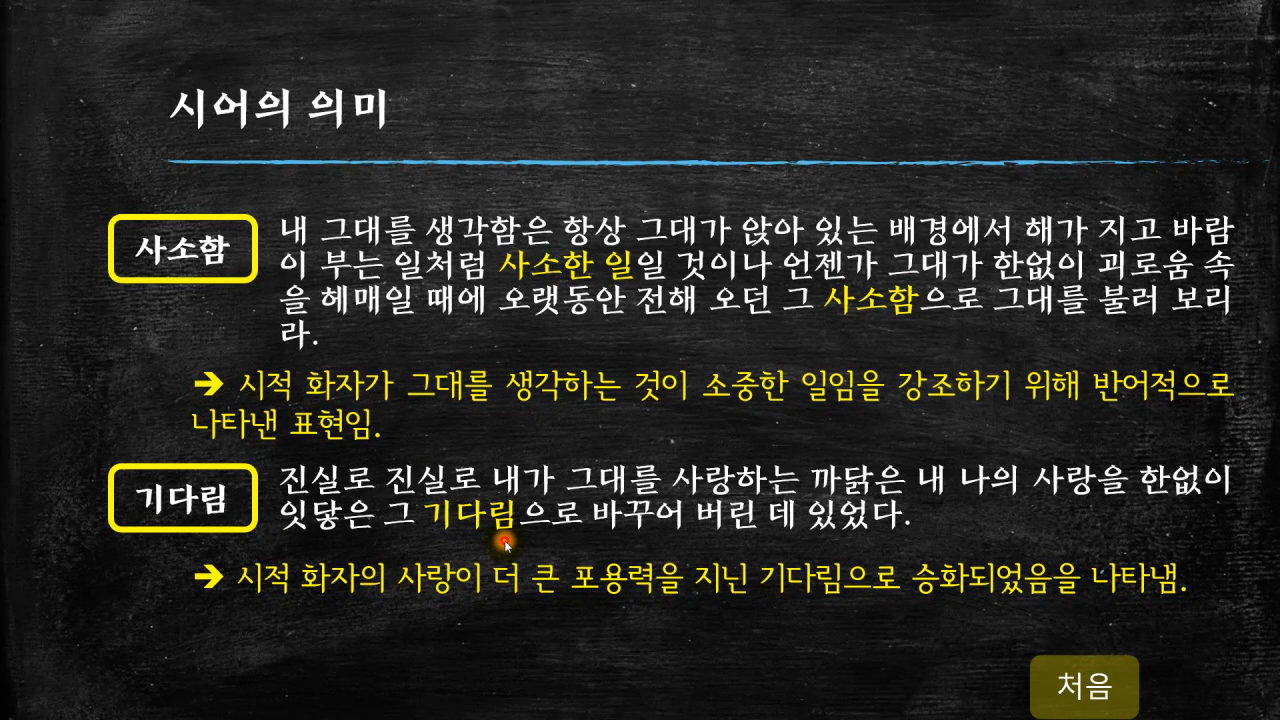 시어의 의미
사소함
내 그대를 생각함은 항상 그대가 앉아 있는 배경에서 해가 지고 바람
이 부는 일처럼 사소한 일일 것이나 언젠가 그대가 한없이 괴로움 속
을 헤매일 때에 오랫동안 전해 오던 그 사소함으로 그대를 불러 보리
라.
➔ 시적 화자가 그대를 생각하는 것이 소중한 일임을 강조하기 위해 반어적으로
나타낸 표현임.
기다림
진실로 진실로 내가 그대를 사랑하는 까닭은 내 나의 사랑을 한없이
잇닿은 그 기다림으로 바꾸어 버린 데 있었다.
➔ 시적 화자의 사랑이 더 큰 포용력을 지닌 기다림으로 승화되었음을 나타냄.
처음